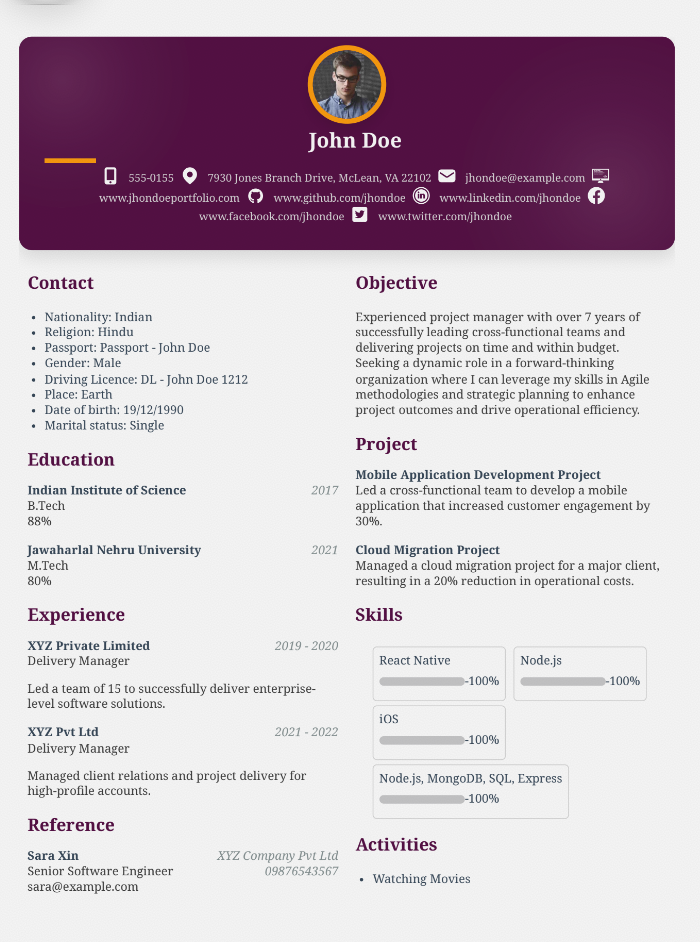 John Doe
555-0155 7930 Jones Branch Drive, McLean, VA 22102 jhondoe@example.com
www.jhondoeportfolio.com www.github.com/jhondoe www.linkedin.com/jhondoe
www.facebook.com/jhondoe www.twitter.com/jhondoe
Contact
Nationality: Indian
Religion: Hindu
Passport: Passport - John Doe
Gender: Male
Driving Licence: DL - John Doe 1212
Place: Earth
Date of birth: 19/12/1990
Marital status: Single
Education
Indian Institute of Science 2017
B.Tech
88%
Jawaharlal Nehru University 2021
M.Tech
80%
Experience
XYZ Private Limited 2019 - 2020
Delivery Manager
Led a team of 15 to successfully deliver enterprise-
level software solutions.
XYZ Pvt Ltd 2021 - 2022
Delivery Manager
Managed client relations and project delivery for
high-profile accounts.
Reference
Sara Xin XYZ Company Pvt Ltd
Senior Software Engineer 09876543567
sara@example.com
Objective
Experienced project manager with over 7 years of
successfully leading cross-functional teams and
delivering projects on time and within budget.
Seeking a dynamic role in a forward-thinking
organization where I can leverage my skills in Agile
methodologies and strategic planning to enhance
project outcomes and drive operational efficiency.
Project
Mobile Application Development Project
Led a cross-functional team to develop a mobile
application that increased customer engagement by
30%.
Cloud Migration Project
Managed a cloud migration project for a major client,
resulting in a 20% reduction in operational costs.
Skills
React Native
-100%
Node.js
-100%
iOS
-100%
Node.js, MongoDB, SQL, Express
-100%
Activities
Watching Movies